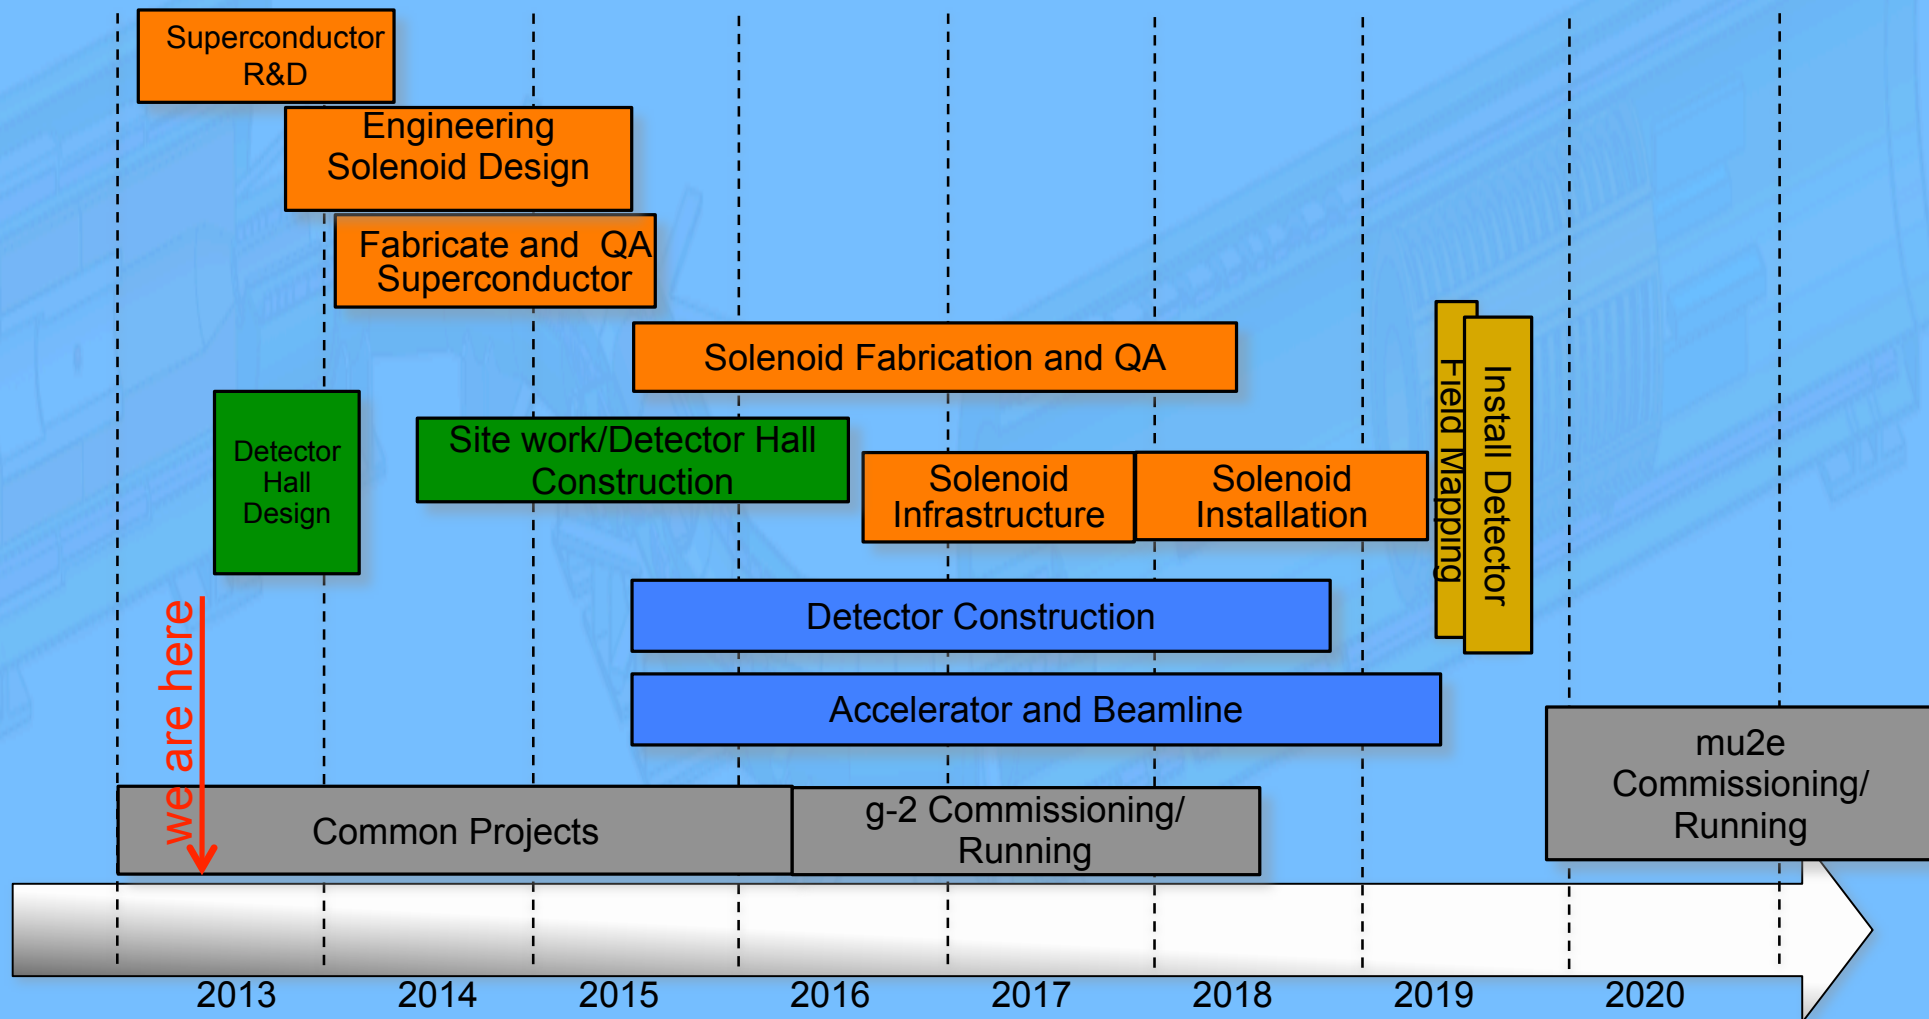 Superconductor
R&D
Engineering
Solenoid Design
Fabricate and  QA
Superconductor
Solenoid Fabrication and QA
Detector
Hall
Design
Site work/Detector Hall
Construction
Solenoid
Infrastructure
Solenoid
Installation
Field Mapping
Install Detector
we are here
Detector Construction
Accelerator and Beamline
Common Projects
g-2 Commissioning/
Running
mu2e
Commissioning/
Running
2013
2014
2015
2016
2017
2018
2019
2020